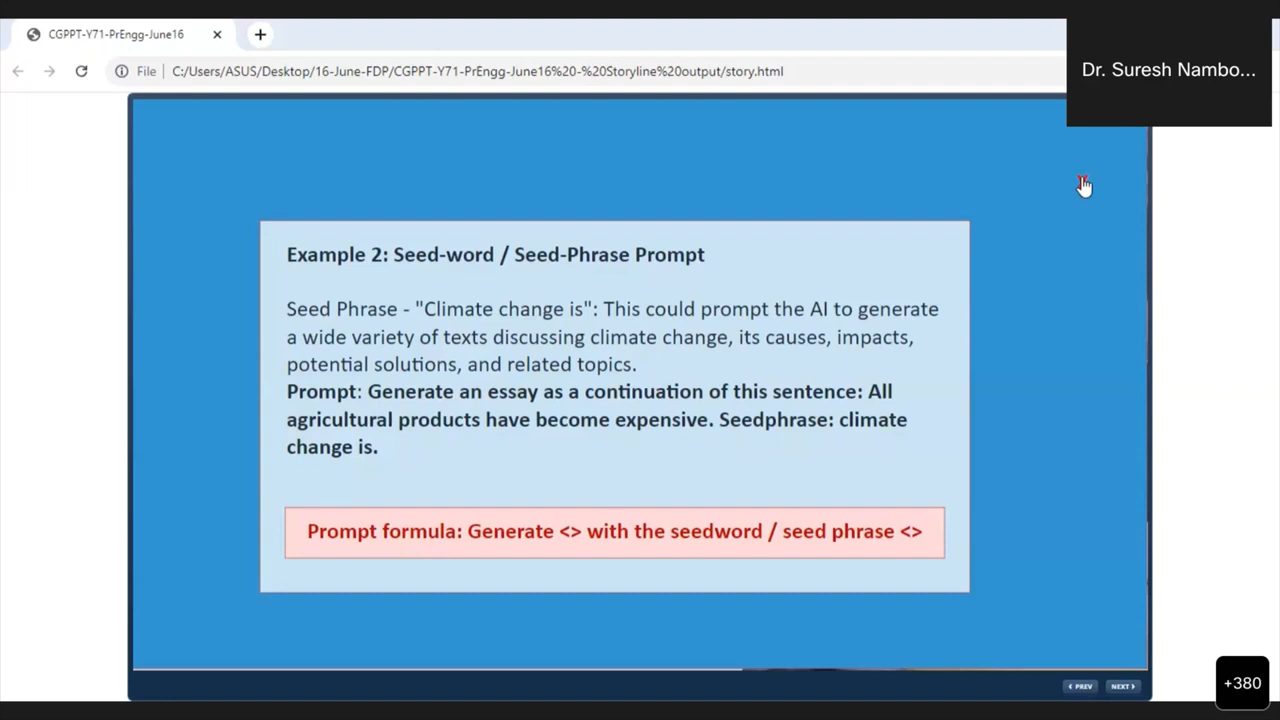 CGPPT-Y71-PrEngg-June16
File
C:/Users/ASUS/Desktop/16-June-FDP/CGPPT-Y71-PrEngg-June16%20-%20Storyline%20output/story.html
Dr. Suresh Nambo...
Example 2: Seed-word / Seed-Phrase Prompt
Seed Phrase - "Climate change is": This could prompt the AI to generate
a wide variety of texts discussing climate change, its causes, impacts,
potential solutions, and related topics.
Prompt: Generate an essay as a continuation of this sentence: All
agricultural products have become expensive. Seedphrase: climate
change is.
Prompt formula: Generate <> with the seedword / seed phrase <>
PREV
NEXT
+380